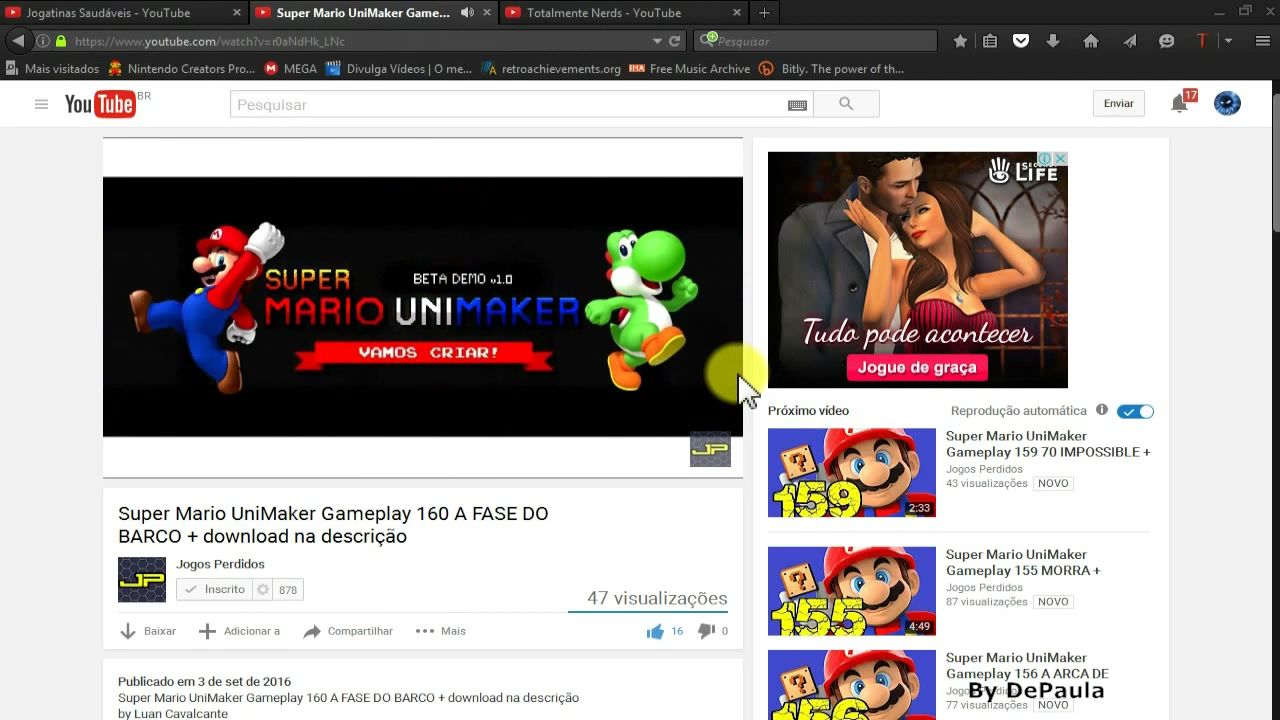 Jogatinas Saudáveis - YouTube
Super Mario UniMaker Game...
Totalmente Nerds - YouTube
https://www.youtube.com/watch?v=r0aNdHk_LNc
Pesquisar
Mais visitados
Nintendo Creators Pro...
MEGA
Divulga Vídeos | O me...
retroachievements.org
Free Music Archive
Bitly. The power of th...
YouTube BR
Pesquisar
Enviar
17
SUPER
BETA DEMO v1.0
MARIO UNIMAKER
VAMOS CRIAR!
JP
SECOND
LIFE
Tudo pode acontecer
Jogue de graça
Próximo vídeo
Reprodução automática
159
2:33
Super Mario UniMaker
Gameplay 159 70 IMPOSSIBLE +
Jogos Perdidos
43 visualizações NOVO
155
4:49
Super Mario UniMaker
Gameplay 155 MORRA +
Jogos Perdidos
87 visualizações NOVO
156
Super Mario UniMaker
Gameplay 156 A ARCA DE
By DePaula
77 visualizações NOVO
Super Mario UniMaker Gameplay 160 A FASE DO
BARCO + download na descrição
JP
Jogos Perdidos
Inscrito 878
47 visualizações
Baixar
Adicionar a
Compartilhar
Mais
16
0
Publicado em 3 de set de 2016
Super Mario UniMaker Gameplay 160 A FASE DO BARCO + download na descrição
by Luan Cavalcante